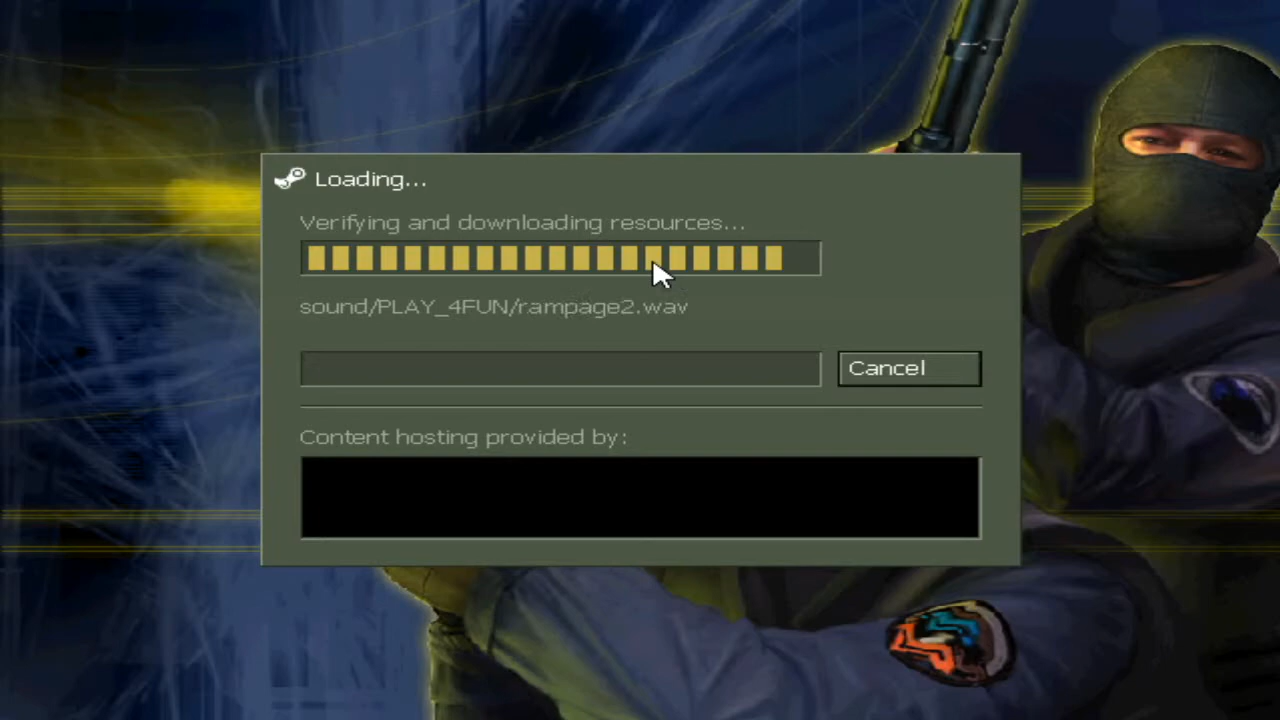 Loading...
Verifying and downloading resources...
sound/PLAY_4FUN/rampage2.wav
Cancel
Content hosting provided by: